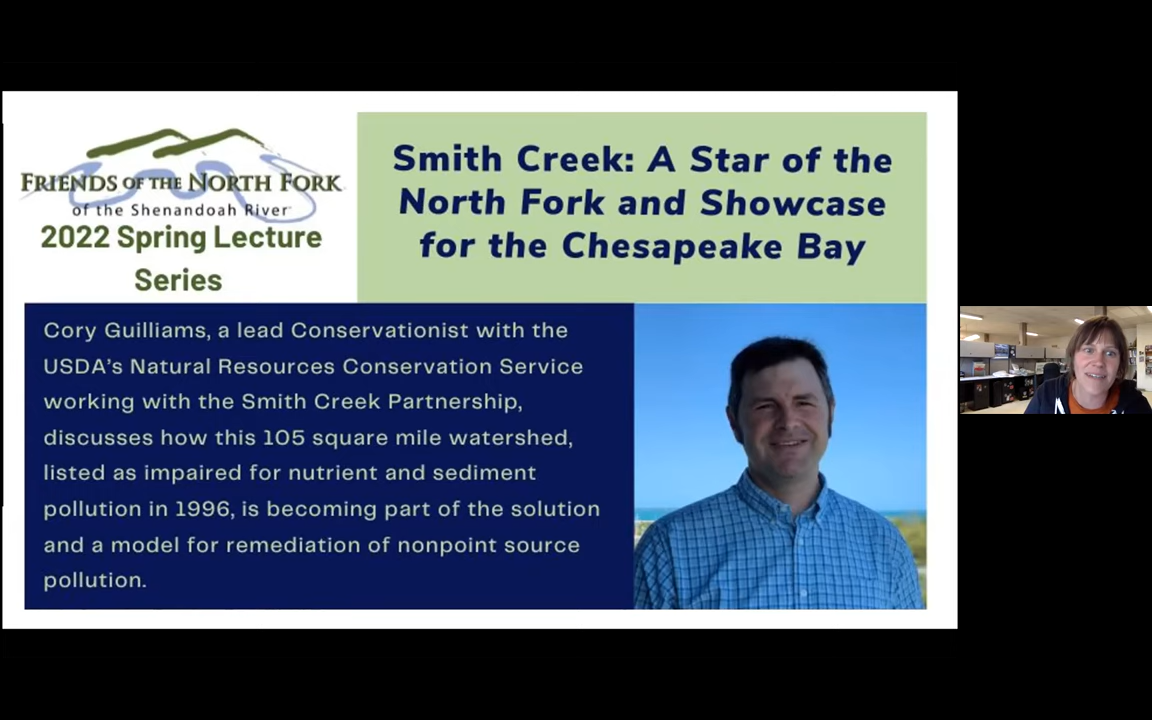 FRIENDS OF THE NORTH FORK
of the Shenandoah River
2022 Spring Lecture
Series
Smith Creek: A Star of the
North Fork and Showcase
for the Chesapeake Bay
Cory Guilliams, a lead Conservationist with the
USDA’s Natural Resources Conservation Service
working with the Smith Creek Partnership,
discusses how this 105 square mile watershed,
listed as impaired for nutrient and sediment
pollution in 1996, is becoming part of the solution
and a model for remediation of nonpoint source
pollution.